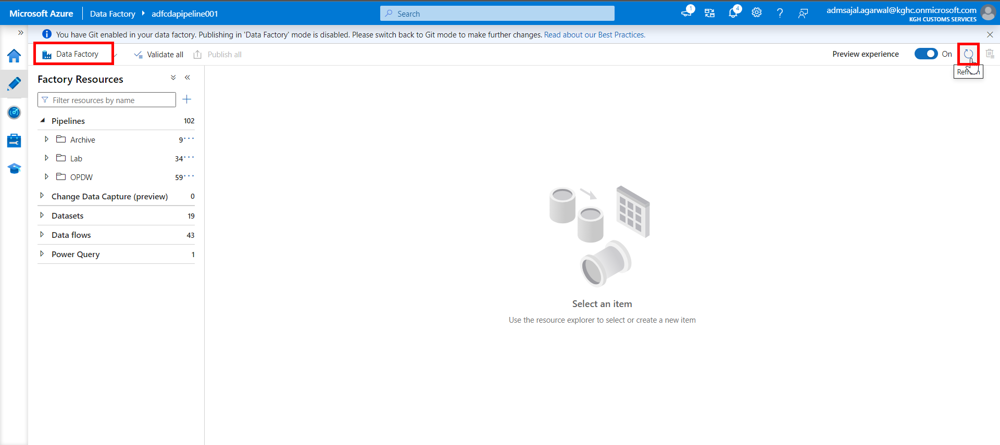 Microsoft Azure
Data Factory
adfcdapipeline001
Search
1
4
admsajal.agarwal@kghc.onmicrosoft.com
KGH CUSTOMS SERVICES
You have Git enabled in your data factory. Publishing in 'Data Factory' mode is disabled. Please switch back to Git mode to make further changes. Read about our Best Practices.
Data Factory
Validate all
Publish all
Preview experience
On
Refresh
Factory Resources
Filter resources by name
Pipelines 102
Archive 9
Lab 34
OPDW 59
Change Data Capture (preview) 0
Datasets 19
Data flows 43
Power Query 1
Select an item
Use the resource explorer to select or create a new item